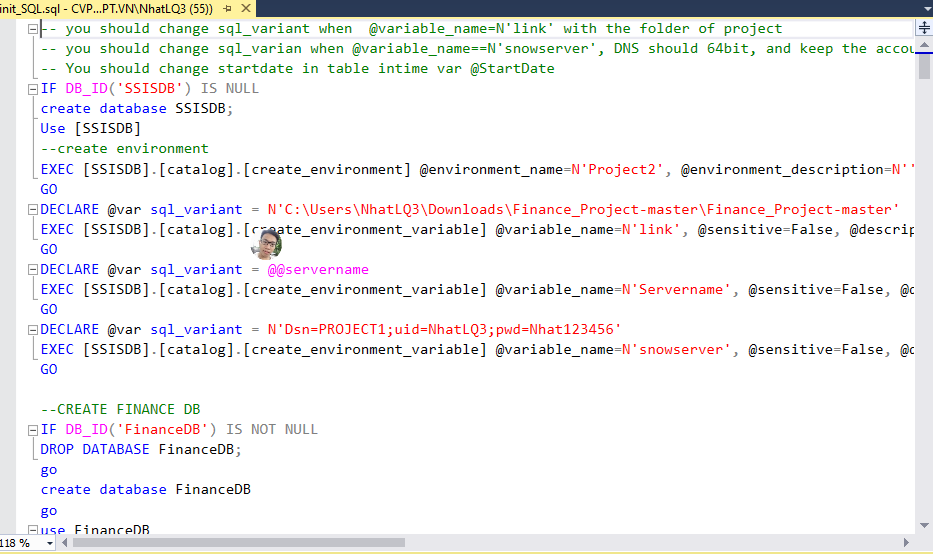 init_SQL.sql - CVP...PT.VN\NhatLQ3 (55))
-- you should change sql_variant when  @variable_name=N'link' with the folder of project
-- you should change sql_varian when @variable_name==N'snowserver', DNS should 64bit, and keep the accou
-- You should change startdate in table intime var @StartDate
IF DB_ID('SSISDB') IS NULL
create database SSISDB;
Use [SSISDB]
--create environment
EXEC [SSISDB].[catalog].[create_environment] @environment_name=N'Project2', @environment_description=N''
GO
DECLARE @var sql_variant = N'C:\Users\NhatLQ3\Downloads\Finance_Project-master\Finance_Project-master'
EXEC [SSISDB].[catalog].[create_environment_variable] @variable_name=N'link', @sensitive=False, @descrip
GO
DECLARE @var sql_variant = @@servername
EXEC [SSISDB].[catalog].[create_environment_variable] @variable_name=N'Servername', @sensitive=False, @d
GO
DECLARE @var sql_variant = N'Dsn=PROJECT1;uid=NhatLQ3;pwd=Nhat123456'
EXEC [SSISDB].[catalog].[create_environment_variable] @variable_name=N'snowserver', @sensitive=False, @d
GO
--CREATE FINANCE DB
IF DB_ID('FinanceDB') IS NOT NULL
DROP DATABASE FinanceDB;
go
create database FinanceDB
go
use FinanceDB
118 %